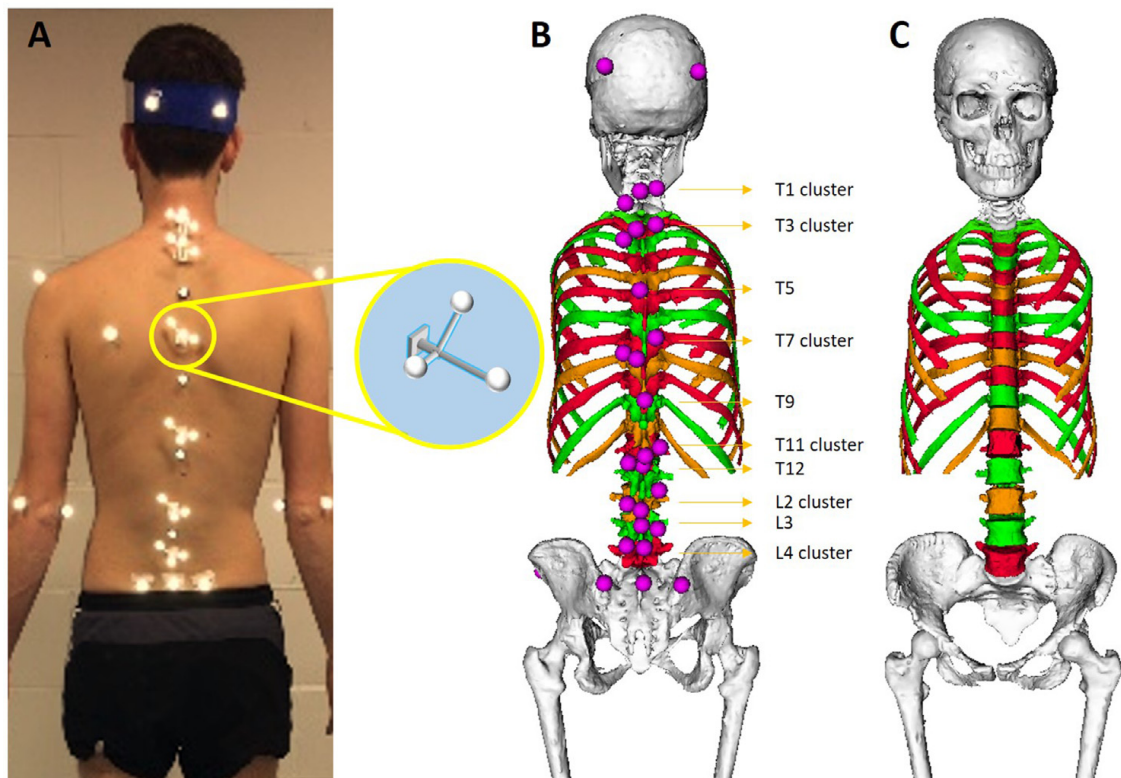 A
B
C
T1 cluster
T3 cluster
T5
T7 cluster
T9
T11 cluster
T12
L2 cluster
L3
L4 cluster